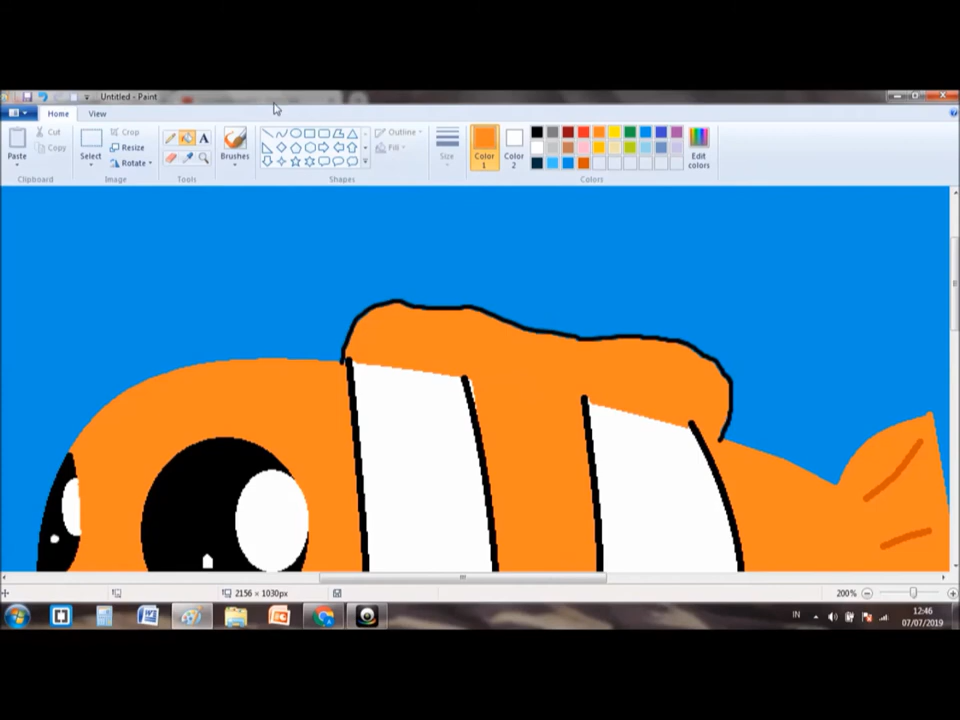 Untitled - Paint
Home View
Paste Cut Copy Clipboard
Select Crop Resize Rotate Image
A Tools
Brushes
Outline Fill Shapes
Size
Color 1
Color 2
Edit colors
Colors
2156 × 1030px
200%
IN
12:46
07/07/2019